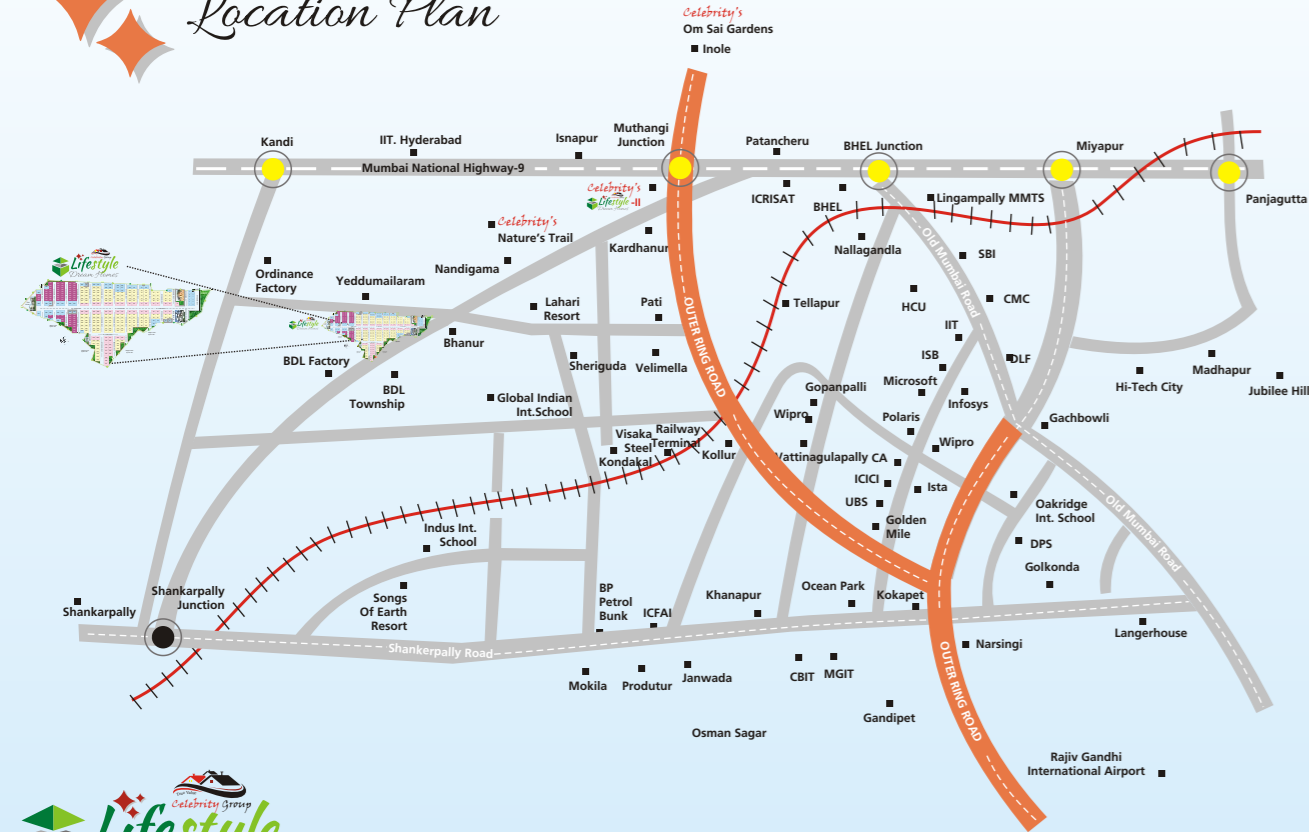 Location Plan
Celebrity's
Om Sai Gardens
Inole
Kandi
IIT. Hyderabad
Isnapur
Muthangi
Junction
Patancheru
BHEL Junction
Miyapur
Mumbai National Highway-9
Celebrity's
Lifestyle -II
ICRISAT
BHEL
Lingampally MMTS
Panjagutta
Celebrity's
Nature's Trail
Kardhanur
Nallagandla
Old Mumbai Road
SBI
Lifestyle
Dream Homes
Ordinance
Factory
Yeddumailaram
Nandigama
Lahari
Resort
Pati
OUTER RING ROAD
Tellapur
HCU
CMC
IIT
Lifestyle
Bhanur
BDL Factory
BDL
Township
Sheriguda
Velimella
ISB
DLF
Microsoft
Infosys
Hi-Tech City
Madhapur
Jubilee Hill
Global Indian
Int.School
Gopanpalli
Wipro
Polaris
Gachbowli
Visaka
Steel
Kondakal
Railway
Terminal
Kollur
Vattinagulapally
CA
Wipro
ICICI
Ista
UBS
Golden
Mile
Oakridge
Int. School
Old Mumbai Road
Indus Int.
School
DPS
Golkonda
Shankarpally
Shankarpally
Junction
Songs
Of Earth
Resort
BP
Petrol
Bunk
ICFAI
Khanapur
Ocean Park
Kokapet
Langerhouse
Shankerpally Road
Narsingi
OUTER RING ROAD
Mokila
Produtur
Janwada
CBIT
MGIT
Gandipet
Osman Sagar
Rajiv Gandhi
International Airport
Celebrity Group
Lifestyle